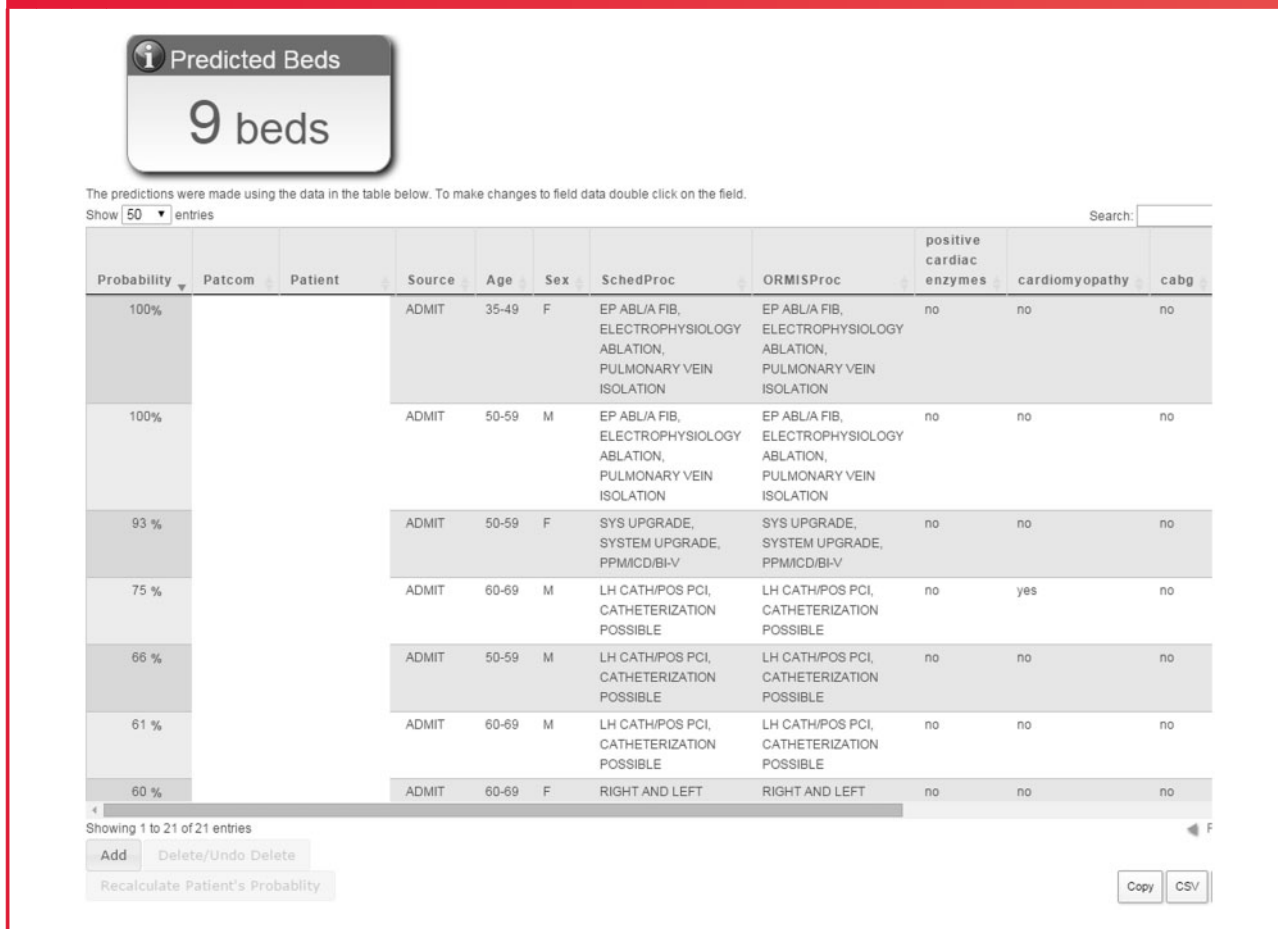 Predicted Beds
9 beds
The predictions were made using the data in the table below. To make changes to field data double click on the field.
Show 50 entries
Search:
Probability Patcom Patient Source Age Sex SchedProc ORMISProc positive cardiac enzymes cardiomyopathy cabg
100% ADMIT 35-49 F EP ABL/A FIB, EP ABL/A FIB, no no no
ELECTROPHYSIOLOGY ELECTROPHYSIOLOGY
ABLATION, ABLATION,
PULMONARY VEIN PULMONARY VEIN
ISOLATION ISOLATION
100% ADMIT 50-59 M EP ABL/A FIB, EP ABL/A FIB, no no no
ELECTROPHYSIOLOGY ELECTROPHYSIOLOGY
ABLATION, ABLATION,
PULMONARY VEIN PULMONARY VEIN
ISOLATION ISOLATION
93 % ADMIT 50-59 F SYS UPGRADE, SYS UPGRADE, no no no
SYSTEM UPGRADE, SYSTEM UPGRADE,
PPM/ICD/BI-V PPM/ICD/BI-V
75 % ADMIT 60-69 M LH CATH/POS PCI, LH CATH/POS PCI, no yes no
CATHETERIZATION CATHETERIZATION
POSSIBLE POSSIBLE
66 % ADMIT 50-59 M LH CATH/POS PCI, LH CATH/POS PCI, no no no
CATHETERIZATION CATHETERIZATION
POSSIBLE POSSIBLE
61 % ADMIT 60-69 M LH CATH/POS PCI, LH CATH/POS PCI, no no no
CATHETERIZATION CATHETERIZATION
POSSIBLE POSSIBLE
60 % ADMIT 60-69 F RIGHT AND LEFT RIGHT AND LEFT no no no
Showing 1 to 21 of 21 entries
Add Delete/Undo Delete
Recalculate Patient's Probablity
Copy CSV